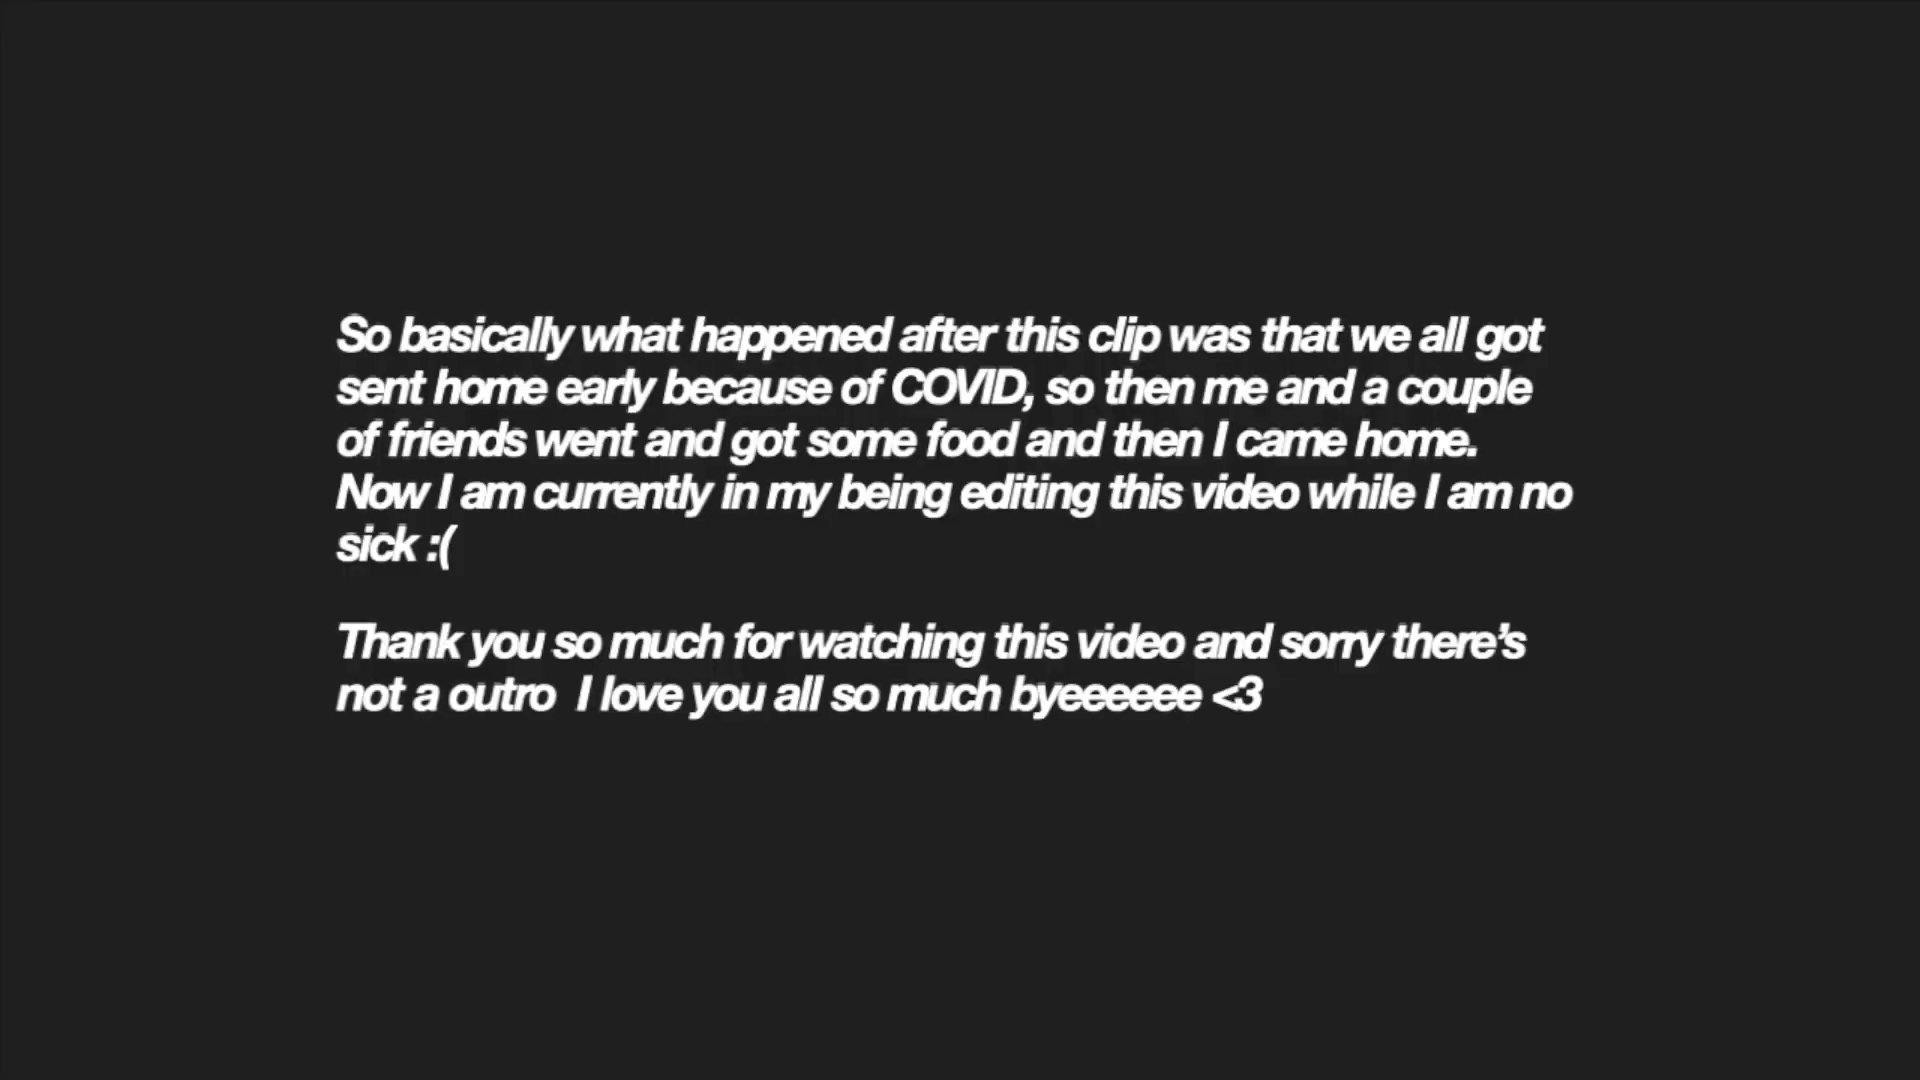 So basically what happened after this clip was that we all got
sent home early because of COVID, so then me and a couple
of friends went and got some food and then I came home.
Now I am currently in my being editing this video while I am no
sick :(
Thank you so much for watching this video and sorry there's
not a outro  I love you all so much byeeeeee <3